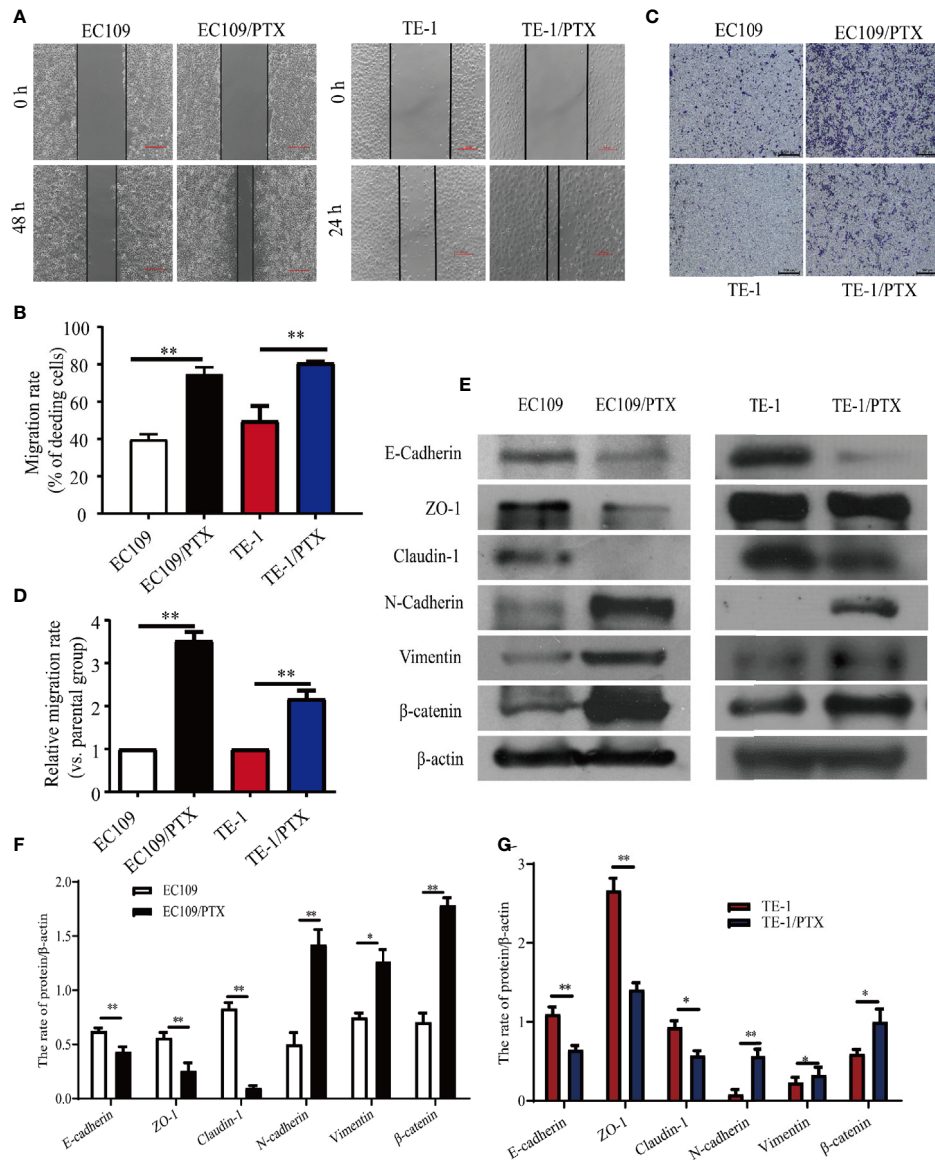 A
EC109 EC109/PTX TE-1 TE-1/PTX
0 h
48 h
0 h
24 h
C
EC109 EC109/PTX
TE-1 TE-1/PTX
B
Migration rate
(% of deeding cells)
100
80
60
40
20
0
** **
EC109 EC109/PTX TE-1 TE-1/PTX
D
Relative migration rate
(vs. parental group)
4
3
2
1
0
** **
EC109 EC109/PTX TE-1 TE-1/PTX
E
EC109 EC109/PTX TE-1 TE-1/PTX
E-Cadherin
ZO-1
Claudin-1
N-Cadherin
Vimentin
β-catenin
β-actin
F
The rate of protein/β-actin
2.0
1.5
1.0
0.5
0.0
EC109
EC109/PTX
** ** ** ** * **
E-cadherin ZO-1 Claudin-1 N-cadherin Vimentin β-catenin
G
The rate of protein/β-actin
3
2
1
0
TE-1
TE-1/PTX
** ** * ** * *
E-cadherin ZO-1 Claudin-1 N-cadherin Vimentin β-catenin